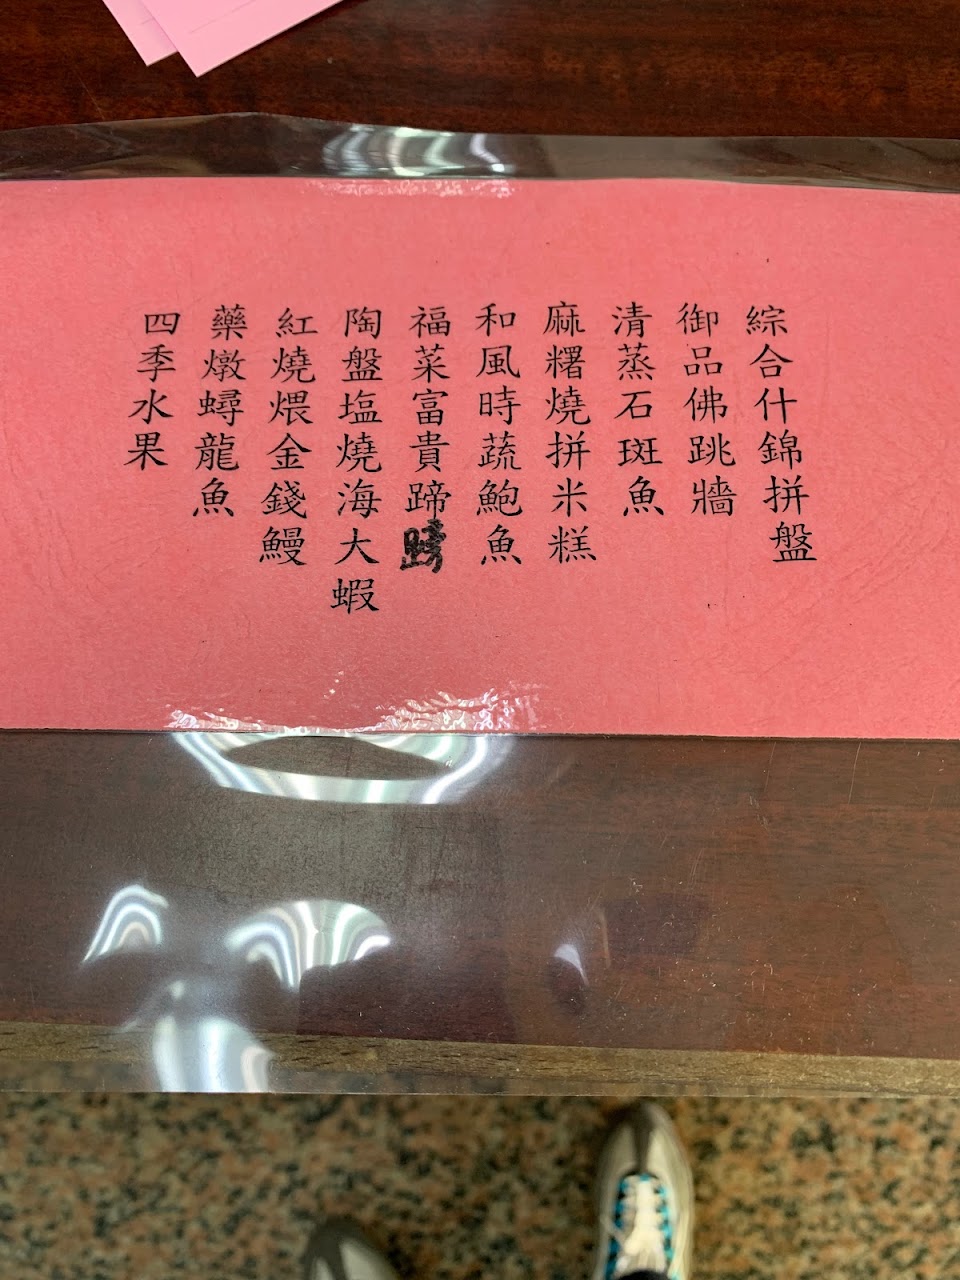 綜合什錦拼盤
御品佛跳牆
清蒸石斑魚
麻糬燒拼米糕
和風時蔬鮑魚
福菜富貴蹄膀
陶盤塩燒海大蝦
紅燒煨金錢鰻
藥燉蟳龍魚
四季水果